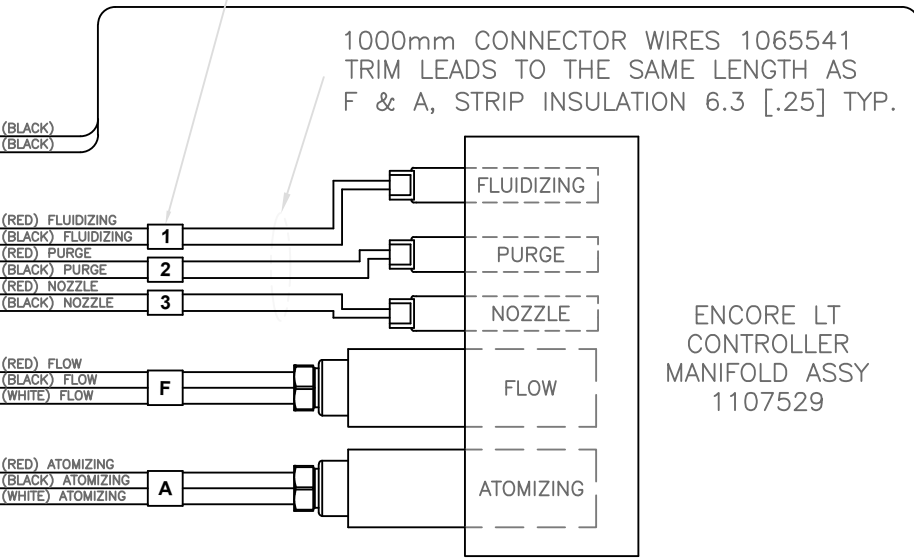 1000mm CONNECTOR WIRES 1065541
TRIM LEADS TO THE SAME LENGTH AS
F & A, STRIP INSULATION 6.3 [.25] TYP.
(BLACK)
(BLACK)
FLUIDIZING
(RED) FLUIDIZING
(BLACK) FLUIDIZING
1
(RED) PURGE
(BLACK) PURGE
2
PURGE
(RED) NOZZLE
(BLACK) NOZZLE
3
NOZZLE
ENCORE LT
CONTROLLER
MANIFOLD ASSY
1107529
(RED) FLOW
(BLACK) FLOW
(WHITE) FLOW
F
FLOW
(RED) ATOMIZING
(BLACK) ATOMIZING
(WHITE) ATOMIZING
A
ATOMIZING